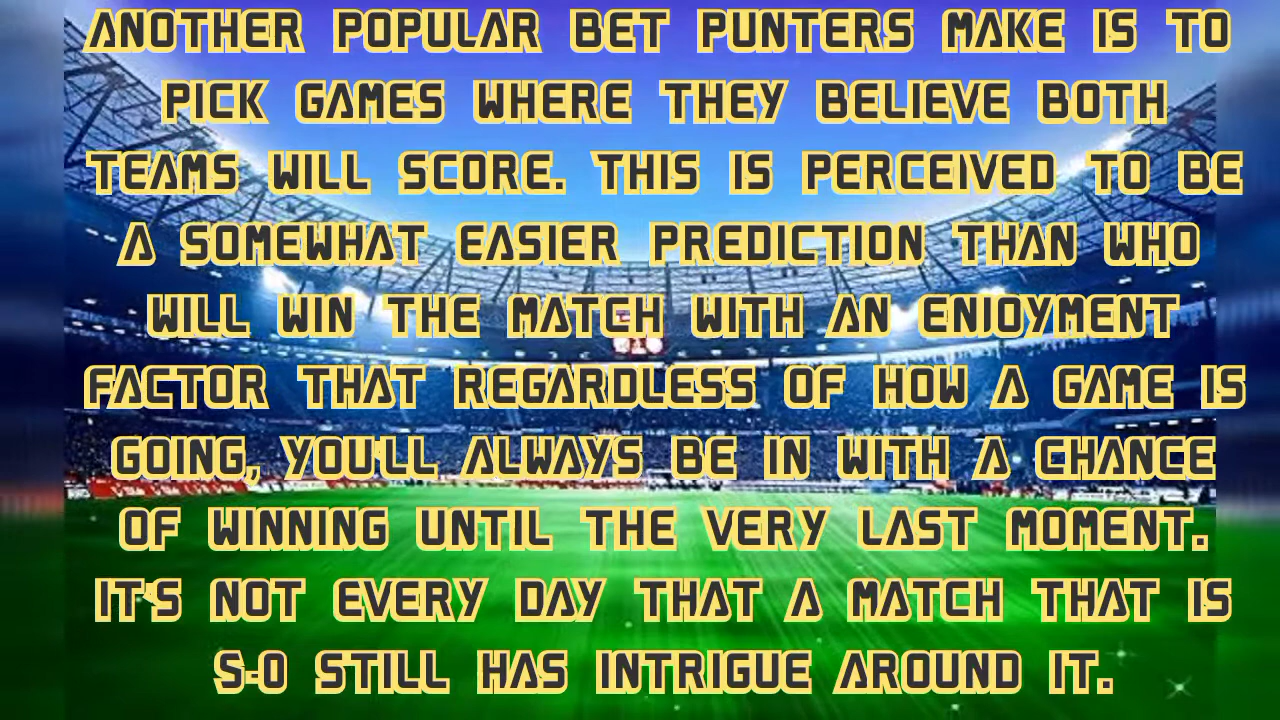 ANOTHER POPULAR BET PUNTERS MAKE IS TO
PICK GAMES WHERE THEY BELIEVE BOTH
TEAMS WILL SCORE. THIS IS PERCEIVED TO BE
A SOMEWHAT EASIER PREDICTION THAN WHO
WILL WIN THE MATCH WITH AN ENJOYMENT
FACTOR THAT REGARDLESS OF HOW A GAME IS
GOING, YOU'LL ALWAYS BE IN WITH A CHANCE
OF WINNING UNTIL THE VERY LAST MOMENT.
IT'S NOT EVERY DAY THAT A MATCH THAT IS
5-0 STILL HAS INTRIGUE AROUND IT.